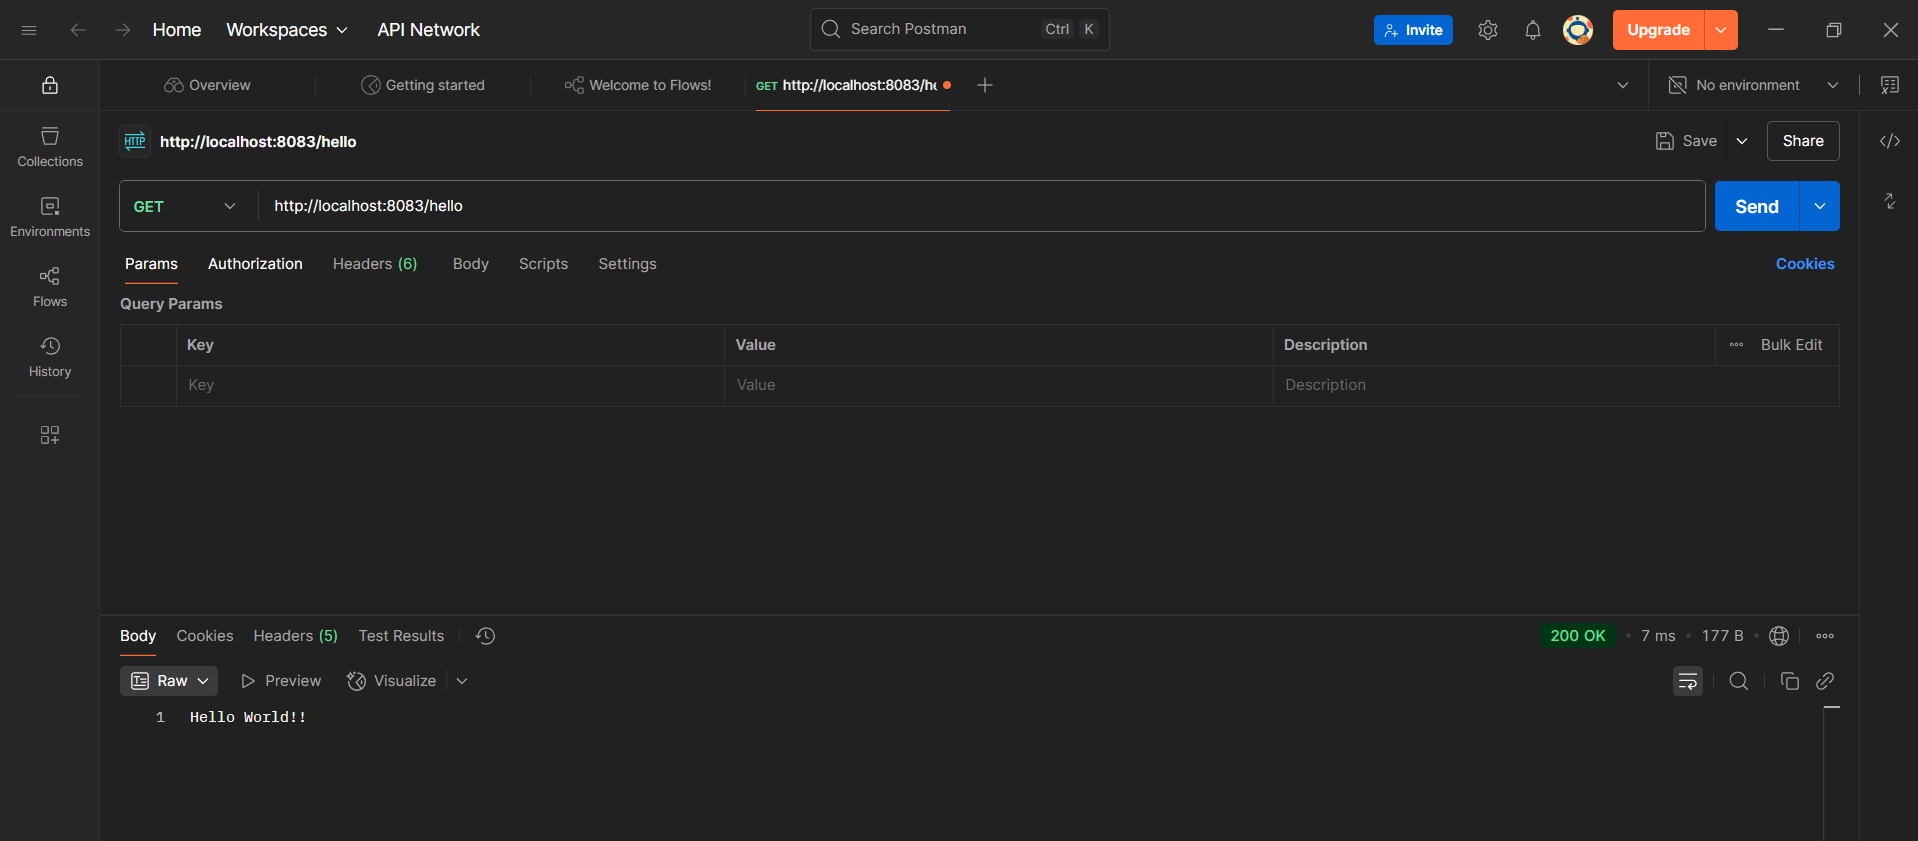 Home Workspaces API Network Search Postman Ctrl K Invite Upgrade
Overview Getting started Welcome to Flows! GET http://localhost:8083/he No environment
HTTP http://localhost:8083/hello Save Share
Collections
GET http://localhost:8083/hello Send
Environments
Params Authorization Headers (6) Body Scripts Settings Cookies
Flows
Query Params
Key Value Description Bulk Edit
History
Key Value Description
Body Cookies Headers (5) Test Results 200 OK • 7 ms • 177 B •
Raw Preview Visualize
1 Hello World!!